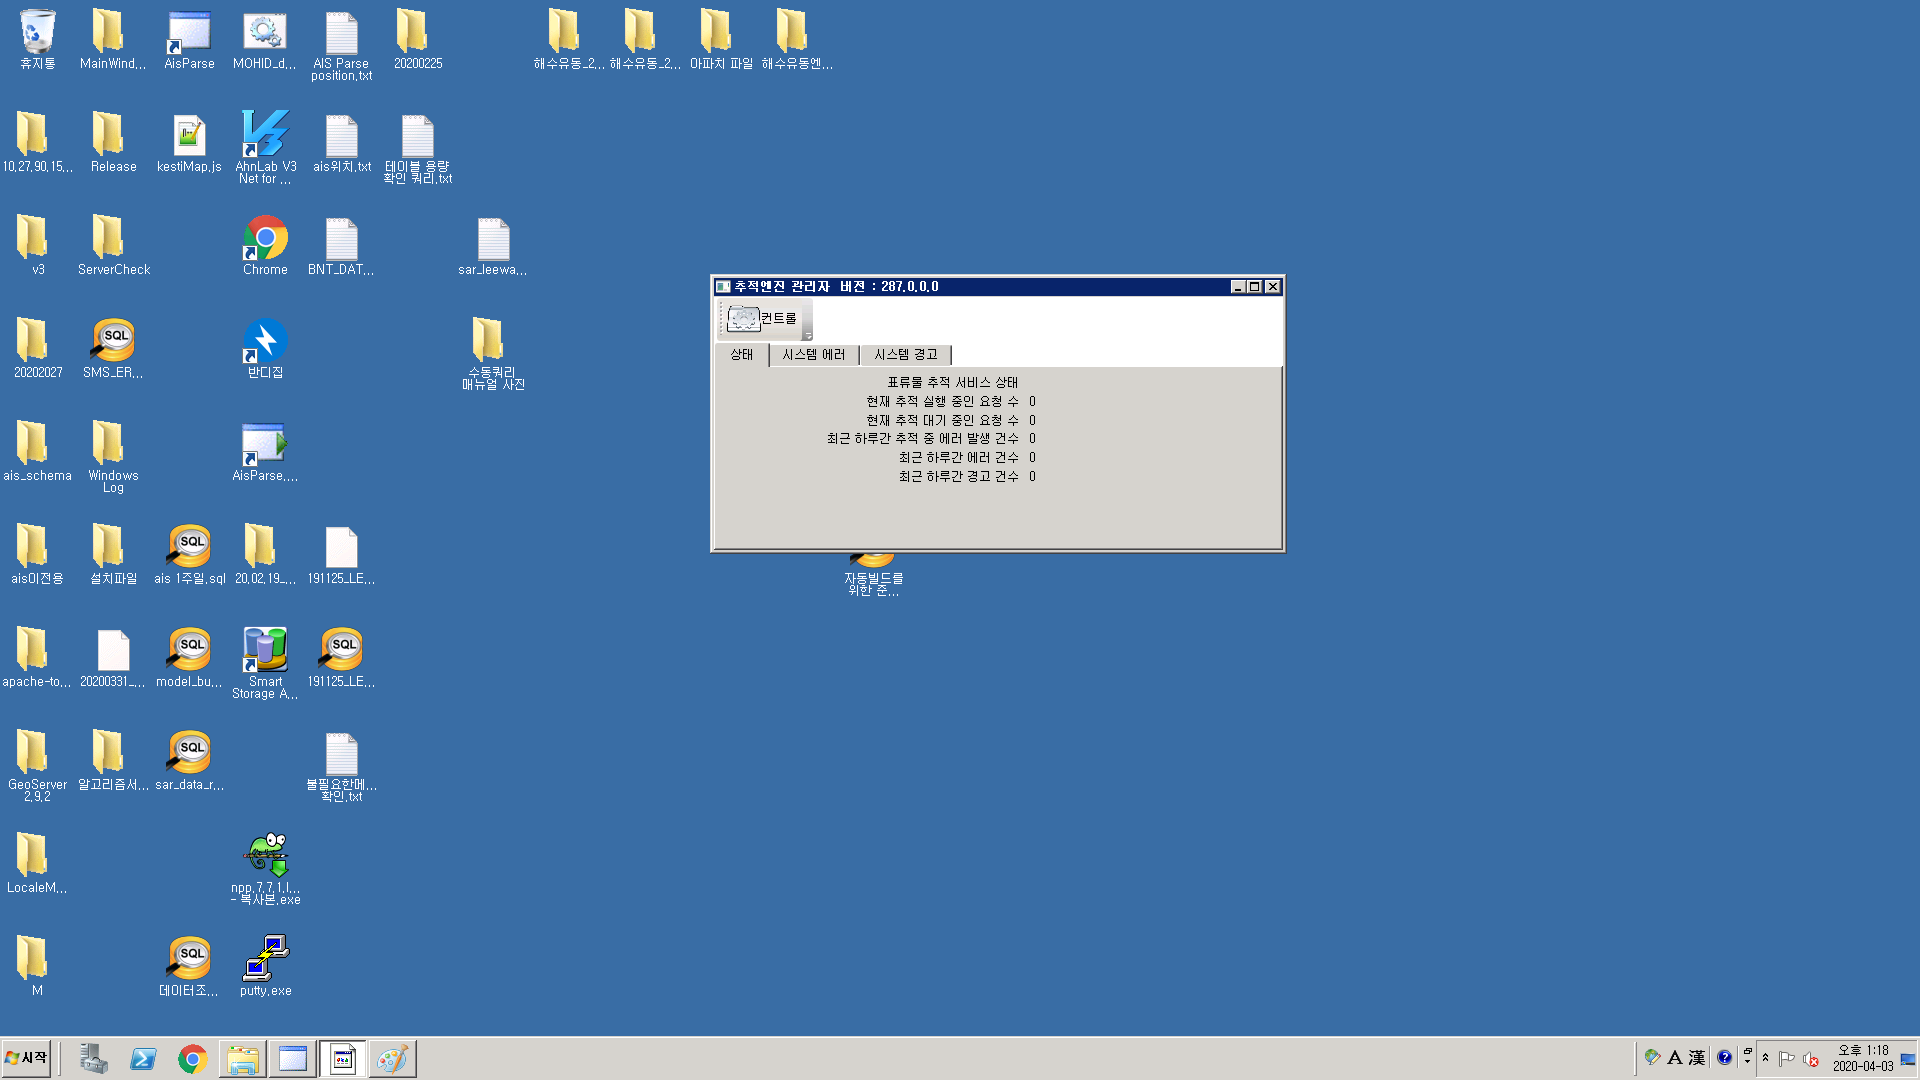 휴지통
MainWind...
AisParse
MOHID_d...
AIS Parse
position.txt
20200225
해수유동_2...
해수유동_2...
아파치 파일
해수유동엔...
10.27.90.15...
Release
kestiMap.js
AhnLab V3
Net for ...
ais위치.txt
테이블 용량
확인 쿼리.txt
v3
ServerCheck
Chrome
BNT_DAT...
sar_leewa...
추적엔진 관리자 버전 : 287.0.0.0
컨트롤
상태
시스템 에러
시스템 경고
표류물 추적 서비스 상태
현재 추적 실행 중인 요청 수 0
현재 추적 대기 중인 요청 수 0
최근 하루간 추적 중 에러 발생 건수 0
최근 하루간 에러 건수 0
최근 하루간 경고 건수 0
20202027
SQL
SMS_ER...
반디집
수동쿼리
매뉴얼 사진
ais_schema
Windows
Log
AisParse....
ais이전용
설치파일
SQL
ais 1주일.sql
20.02.19_...
191125_LE...
자동빌드를
위한 준...
apache-to...
20200331_...
SQL
model_bu...
Smart
Storage A...
SQL
191125_LE...
GeoServer
2.9.2
알고리즘서...
SQL
sar_data_r...
불필요한메...
확인.txt
LocaleM...
npp.7.7.1.I...
- 복사본.exe
M
SQL
데이터조...
putty.exe
시작
A 漢
오후 1:18
2020-04-03